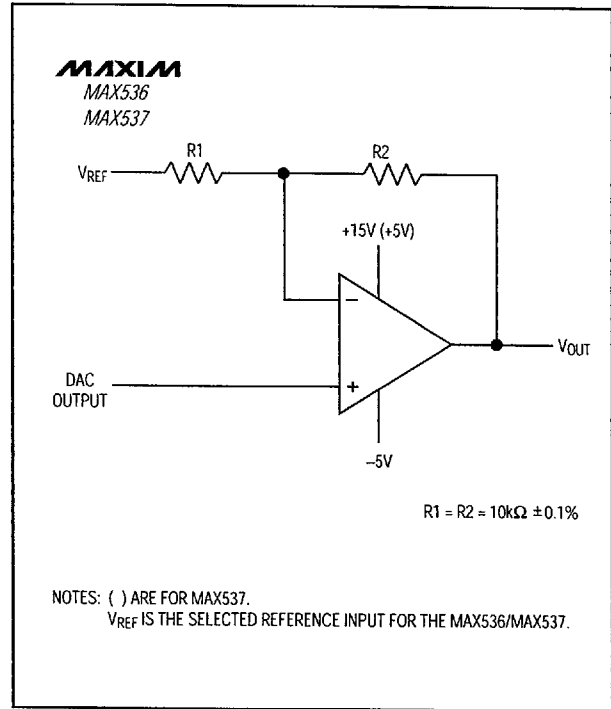 MAXIM
MAX536
MAX537
R1
R2
VREF
+15V (+5V)
−
VOUT
DAC
OUTPUT
+
−5V
R1 = R2 = 10kΩ ±0.1%
NOTES: ( ) ARE FOR MAX537.
VREF IS THE SELECTED REFERENCE INPUT FOR THE MAX536/MAX537.